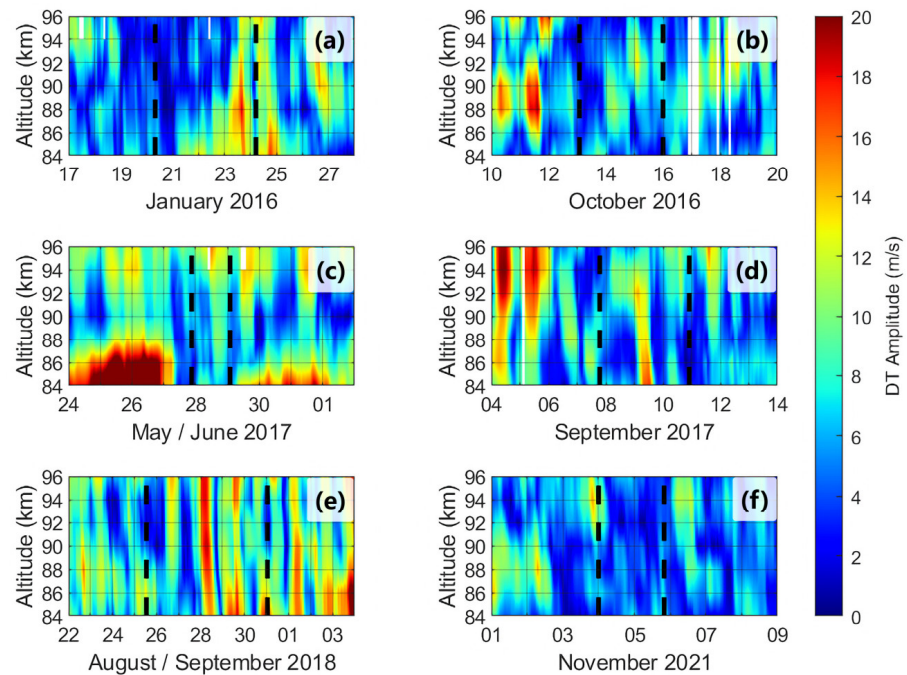 96
94
92
90
88
86
84
Altitude (km)
(a)
17 19 21 23 25 27
January 2016
96
94
92
90
88
86
84
Altitude (km)
(b)
10 12 14 16 18 20
October 2016
96
94
92
90
88
86
84
Altitude (km)
(c)
24 26 28 30 01
May / June 2017
96
94
92
90
88
86
84
Altitude (km)
(d)
04 06 08 10 12 14
September 2017
96
94
92
90
88
86
84
Altitude (km)
(e)
22 24 26 28 30 01 03
August / September 2018
96
94
92
90
88
86
84
Altitude (km)
(f)
01 03 05 07 09
November 2021
20
18
16
14
12
10
8
6
4
2
0
DT Amplitude (m/s)